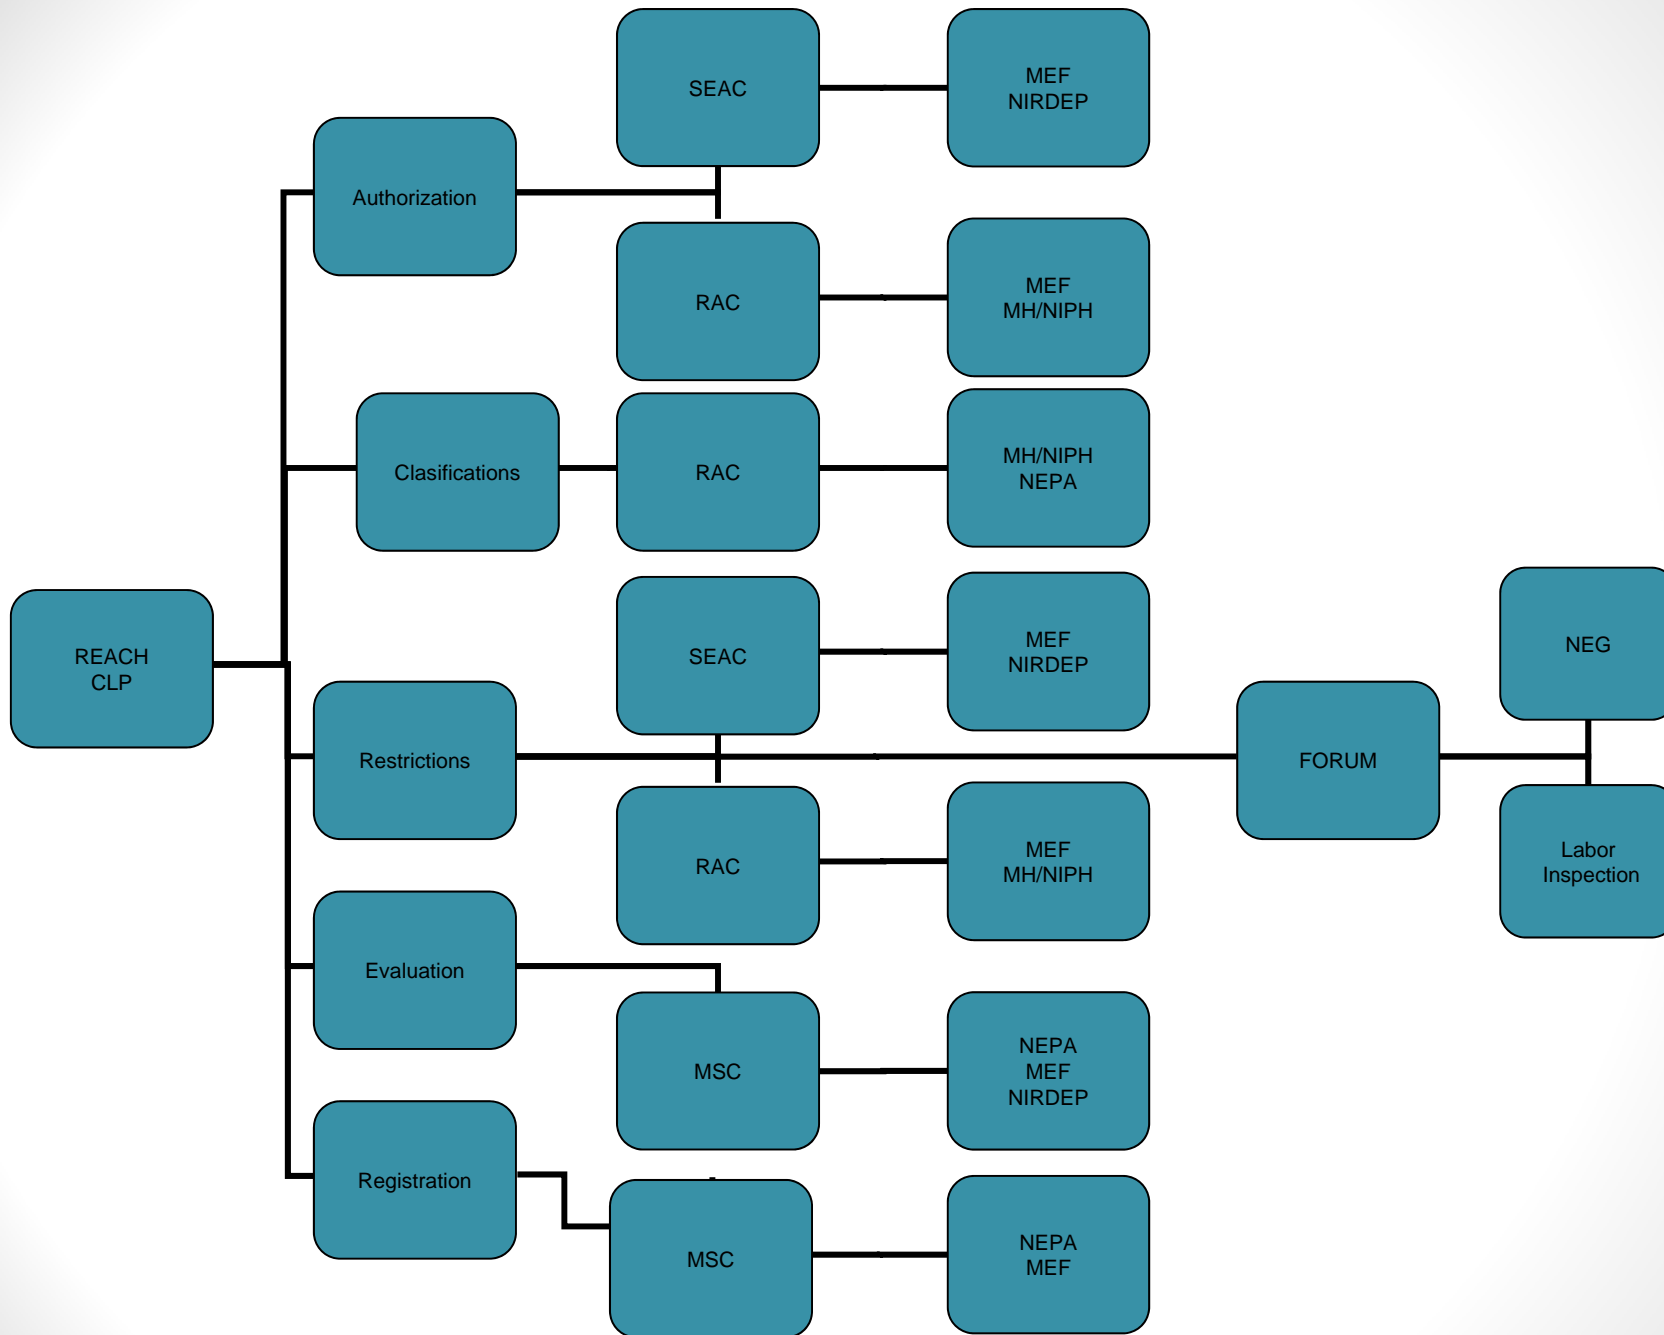 SEAC
MEF
NIRDEP
Authorization
RAC
MEF
MH/NIPH
Clasifications
RAC
MH/NIPH
NEPA
REACH
CLP
SEAC
MEF
NIRDEP
NEG
Restrictions
FORUM
RAC
MEF
MH/NIPH
Labor
Inspection
Evaluation
MSC
NEPA
MEF
NIRDEP
Registration
MSC
NEPA
MEF